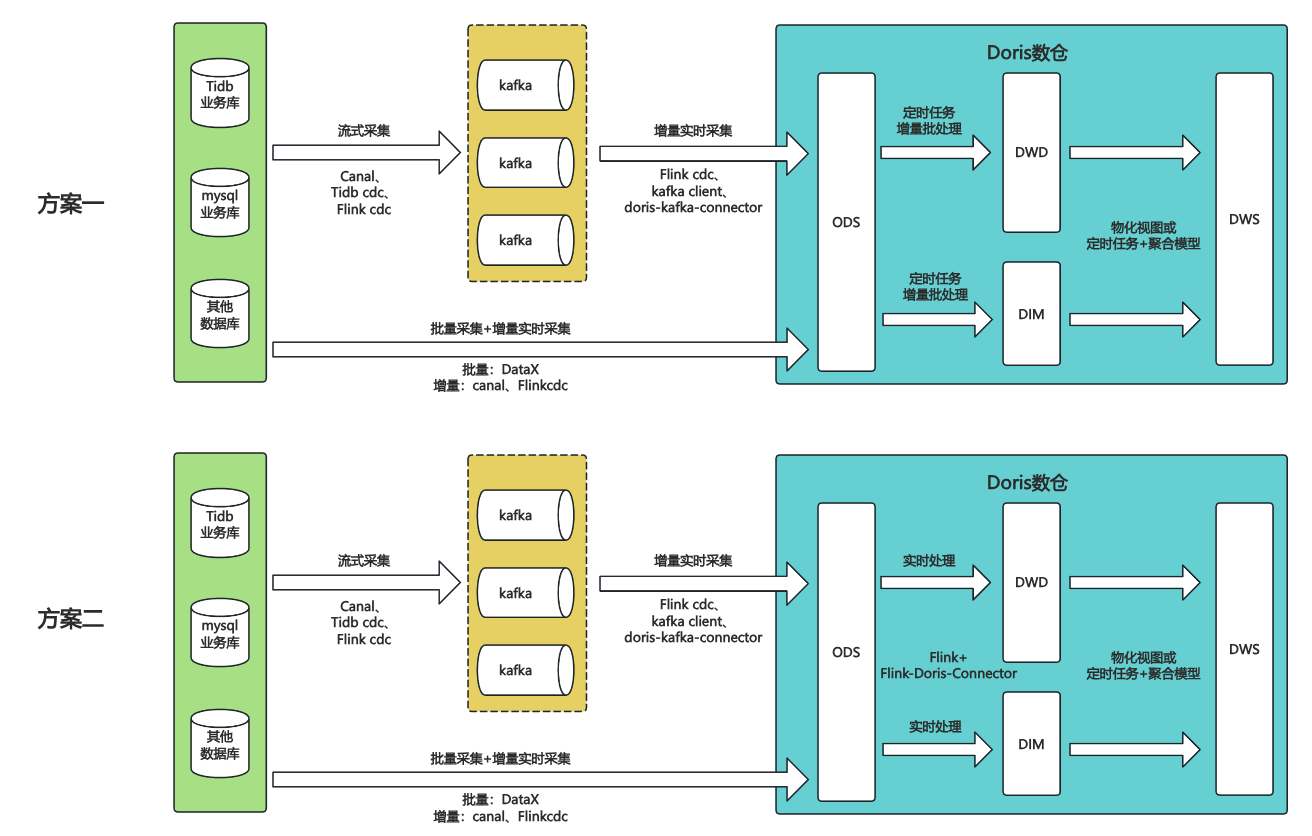 方案一
Tidb
业务库
mysql
业务库
其他
数据库
流式采集
Canal、
Tidb cdc、
Flink cdc
kafka
kafka
kafka
增量实时采集
Flink cdc、
kafka client、
doris-kafka-connector
批量采集+增量实时采集
批量：DataX
增量：canal、Flinkcdc
Doris数仓
ODS
定时任务
增量批处理
定时任务
增量批处理
DWD
DIM
物化视图或
定时任务+聚合模型
DWS
方案二
Tidb
业务库
mysql
业务库
其他
数据库
流式采集
Canal、
Tidb cdc、
Flink cdc
kafka
kafka
kafka
增量实时采集
Flink cdc、
kafka client、
doris-kafka-connector
批量采集+增量实时采集
批量：DataX
增量：canal、Flinkcdc
Doris数仓
ODS
实时处理
Flink+
Flink-Doris-Connector
实时处理
DWD
DIM
物化视图或
定时任务+聚合模型
DWS